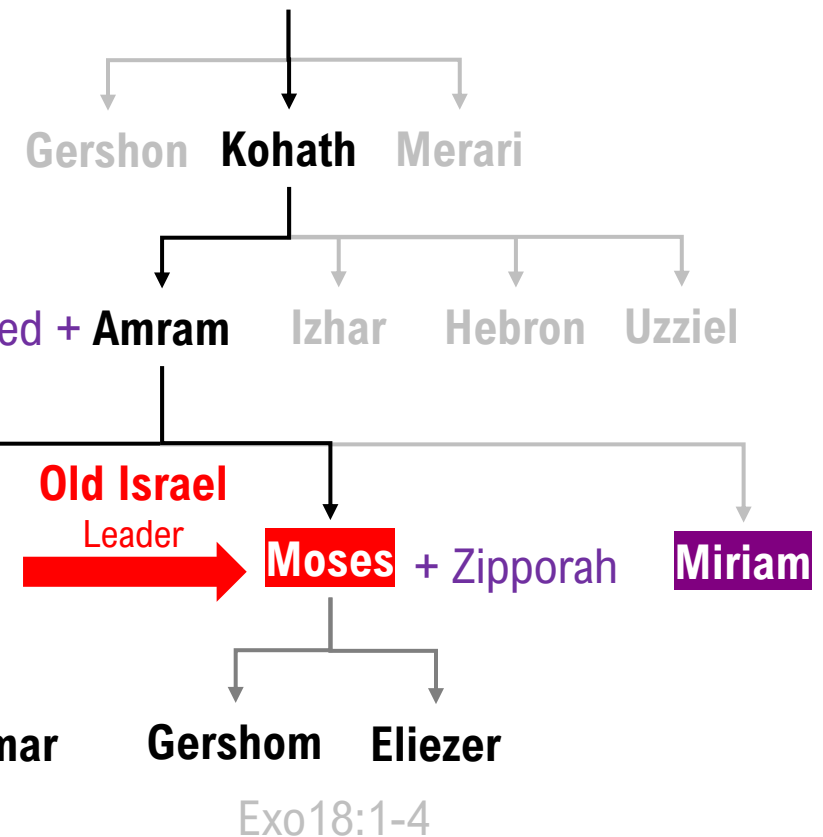 Gershon Kohath Merari
ed + Amram Izhar Hebron Uzziel
Old Israel
Leader
Moses + Zipporah Miriam
mar Gershom Eliezer
Exo18:1-4